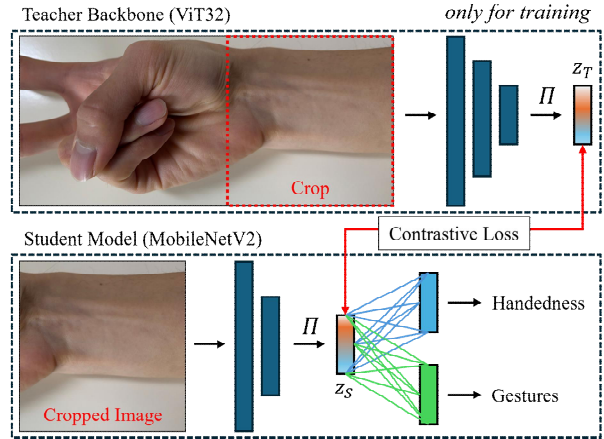 Teacher Backbone (ViT32)
only for training
Crop
Π
z_T
Contrastive Loss
Student Model (MobileNetV2)
Cropped Image
Π
z_S
Handedness
Gestures